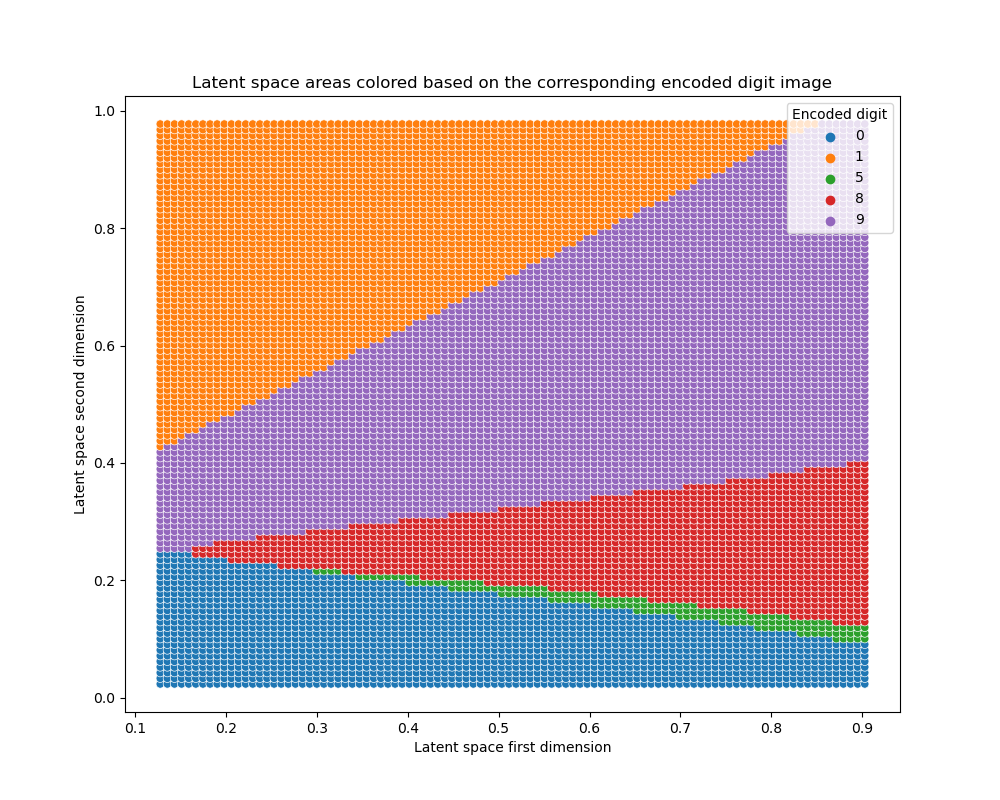 Latent space areas colored based on the corresponding encoded digit image
Encoded digit
0
1
5
8
9
Latent space second dimension
1.0
0.8
0.6
0.4
0.2
0.0
0.1 0.2 0.3 0.4 0.5 0.6 0.7 0.8 0.9
Latent space first dimension